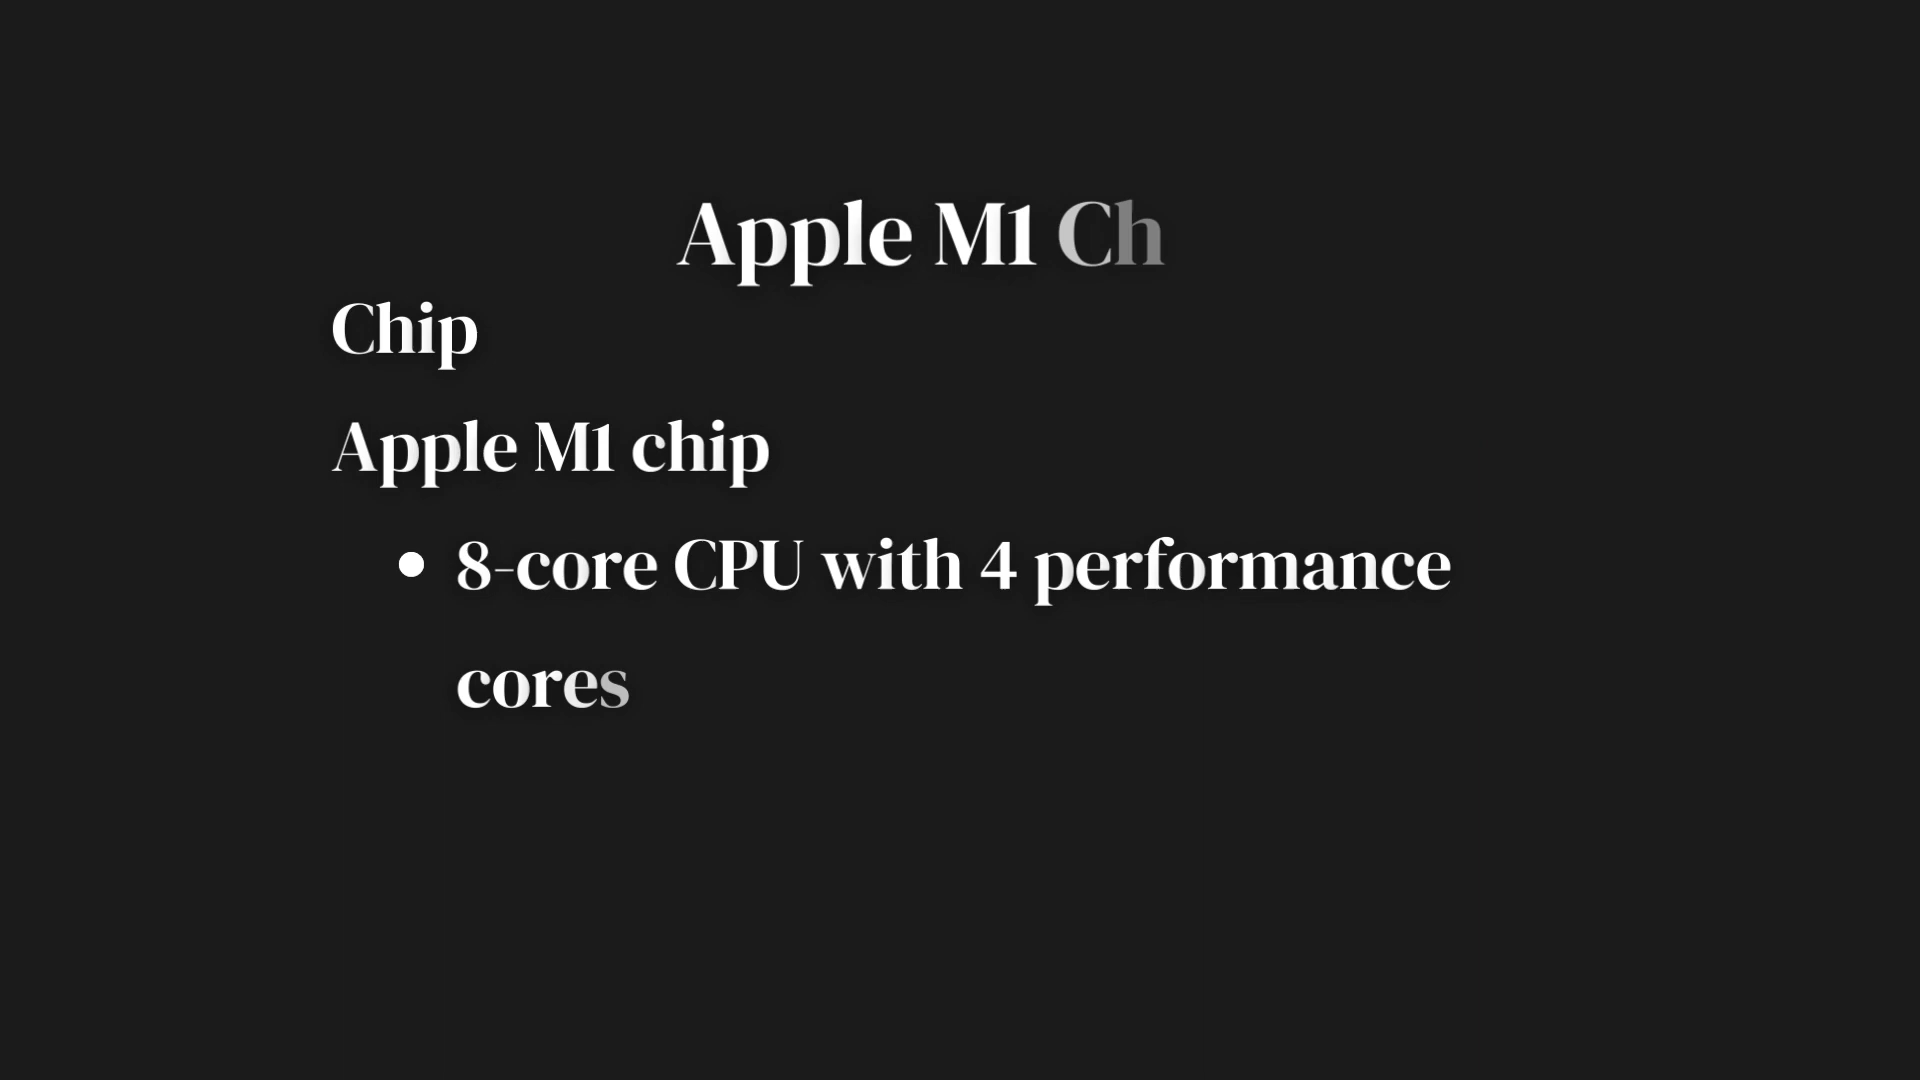 Apple M1 Ch
Chip
Apple M1 chip
• 8-core CPU with 4 performance
cores